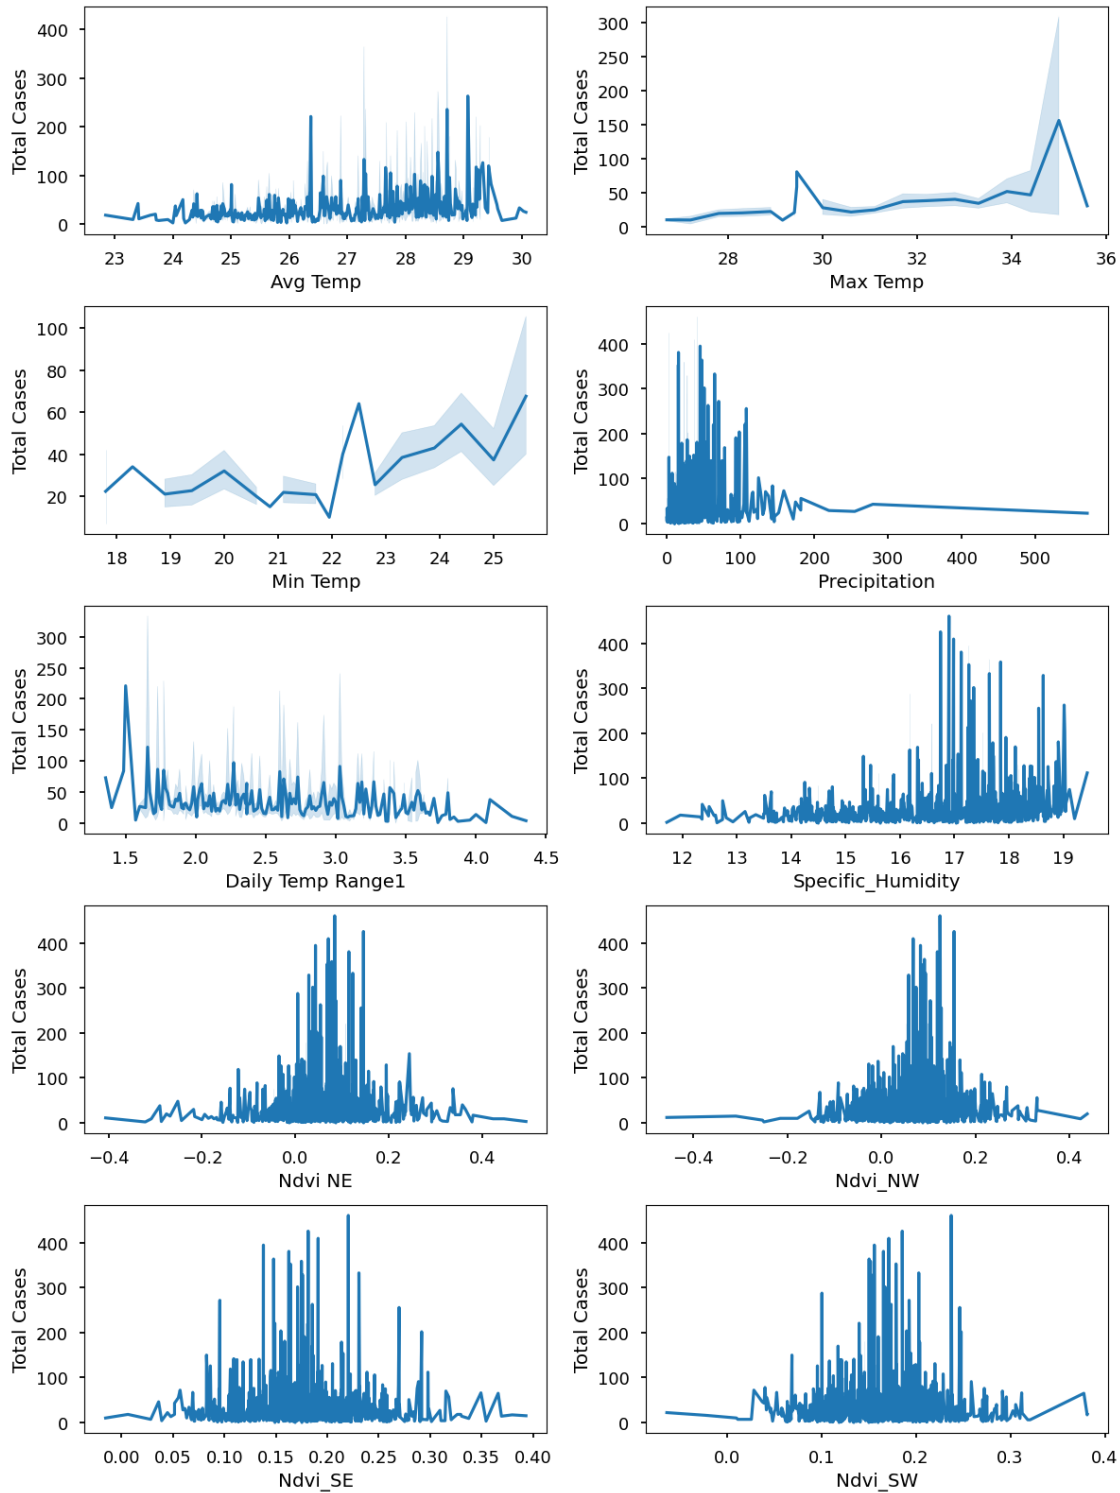 400
300
200
100
0
Total Cases
23 24 25 26 27 28 29 30
Avg Temp
300
250
200
150
100
50
0
Total Cases
28 30 32 34 36
Max Temp
100
80
60
40
20
Total Cases
18 19 20 21 22 23 24 25
Min Temp
400
300
200
100
0
Total Cases
0 100 200 300 400 500
Precipitation
300
250
200
150
100
50
0
Total Cases
1.5 2.0 2.5 3.0 3.5 4.0 4.5
Daily Temp Range1
400
300
200
100
0
Total Cases
12 13 14 15 16 17 18 19
Specific_Humidity
400
300
200
100
0
Total Cases
−0.4 −0.2 0.0 0.2 0.4
Ndvi NE
400
300
200
100
0
Total Cases
−0.4 −0.2 0.0 0.2 0.4
Ndvi_NW
400
300
200
100
0
Total Cases
0.00 0.05 0.10 0.15 0.20 0.25 0.30 0.35 0.40
Ndvi_SE
400
300
200
100
0
Total Cases
0.0 0.1 0.2 0.3 0.4
Ndvi_SW